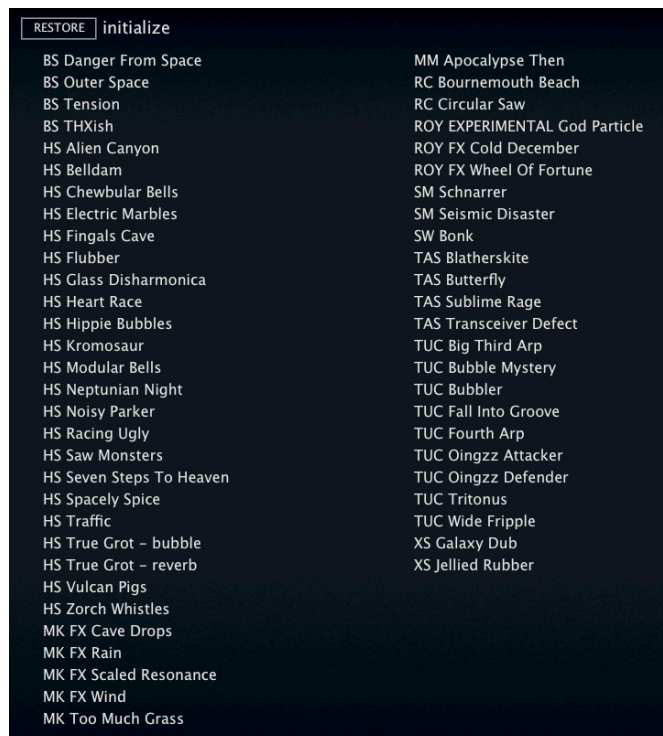 RESTORE initialize
BS Danger From Space
BS Outer Space
BS Tension
BS THXish
HS Alien Canyon
HS Belldam
HS Chewbular Bells
HS Electric Marbles
HS Fingals Cave
HS Flubber
HS Glass Disharmonica
HS Heart Race
HS Hippie Bubbles
HS Kromosaur
HS Modular Bells
HS Neptunian Night
HS Noisy Parker
HS Racing Ugly
HS Saw Monsters
HS Seven Steps To Heaven
HS Spacely Spice
HS Traffic
HS True Grot – bubble
HS True Grot – reverb
HS Vulcan Pigs
HS Zorch Whistles
MK FX Cave Drops
MK FX Rain
MK FX Scaled Resonance
MK FX Wind
MK Too Much Grass
MM Apocalypse Then
RC Bournemouth Beach
RC Circular Saw
ROY EXPERIMENTAL God Particle
ROY FX Cold December
ROY FX Wheel Of Fortune
SM Schnarrer
SM Seismic Disaster
SW Bonk
TAS Blatherskite
TAS Butterfly
TAS Sublime Rage
TAS Transceiver Defect
TUC Big Third Arp
TUC Bubble Mystery
TUC Bubbler
TUC Fall Into Groove
TUC Fourth Arp
TUC Oingzz Attacker
TUC Oingzz Defender
TUC Tritonus
TUC Wide Fripple
XS Galaxy Dub
XS Jellied Rubber